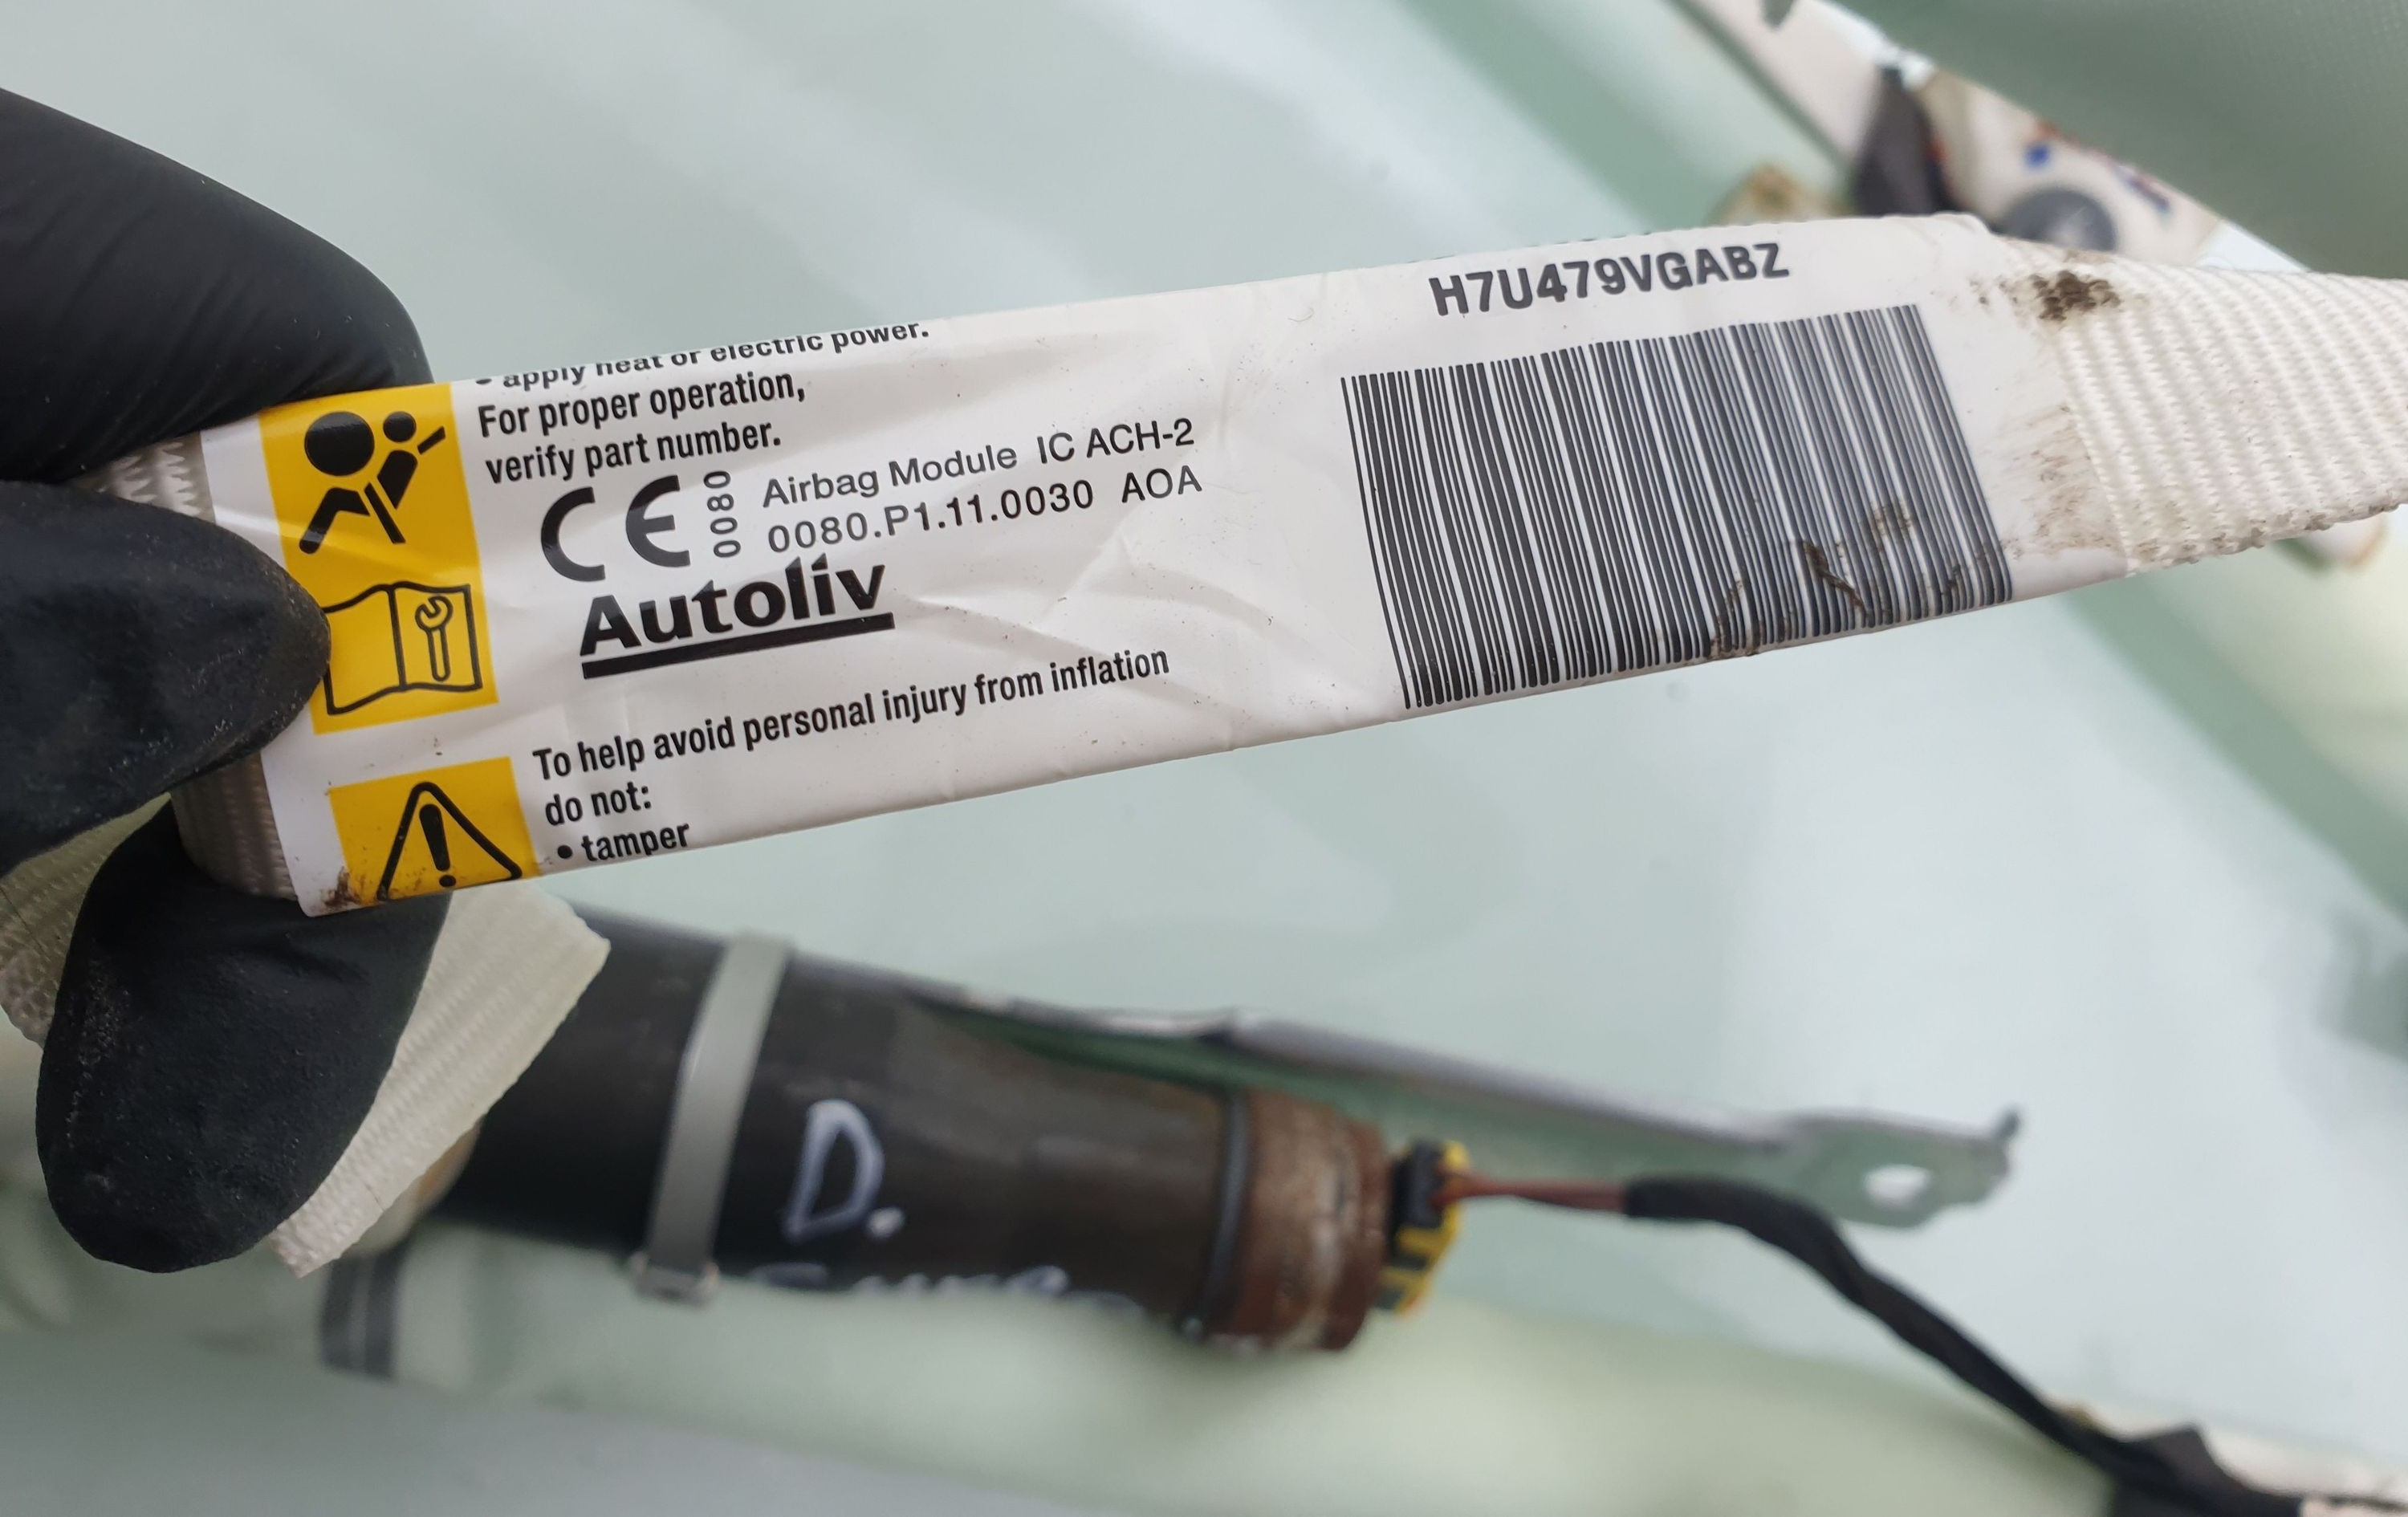 • apply heat or electric power.
For proper operation,
verify part number.
CE 0080
Airbag Module IC ACH-2
0080.P1.11.0030 AOA
Autoliv
To help avoid personal injury from inflation
do not:
• tamper
H7U479VGABZ
D.